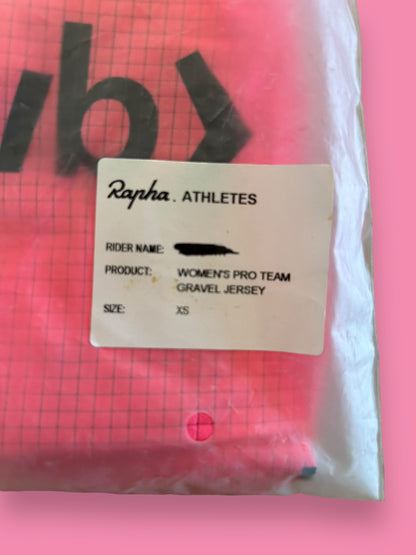 b>
Rapha. ATHLETES
RIDER NAME:
PRODUCT: WOMEN'S PRO TEAM
GRAVEL JERSEY
SIZE: XS